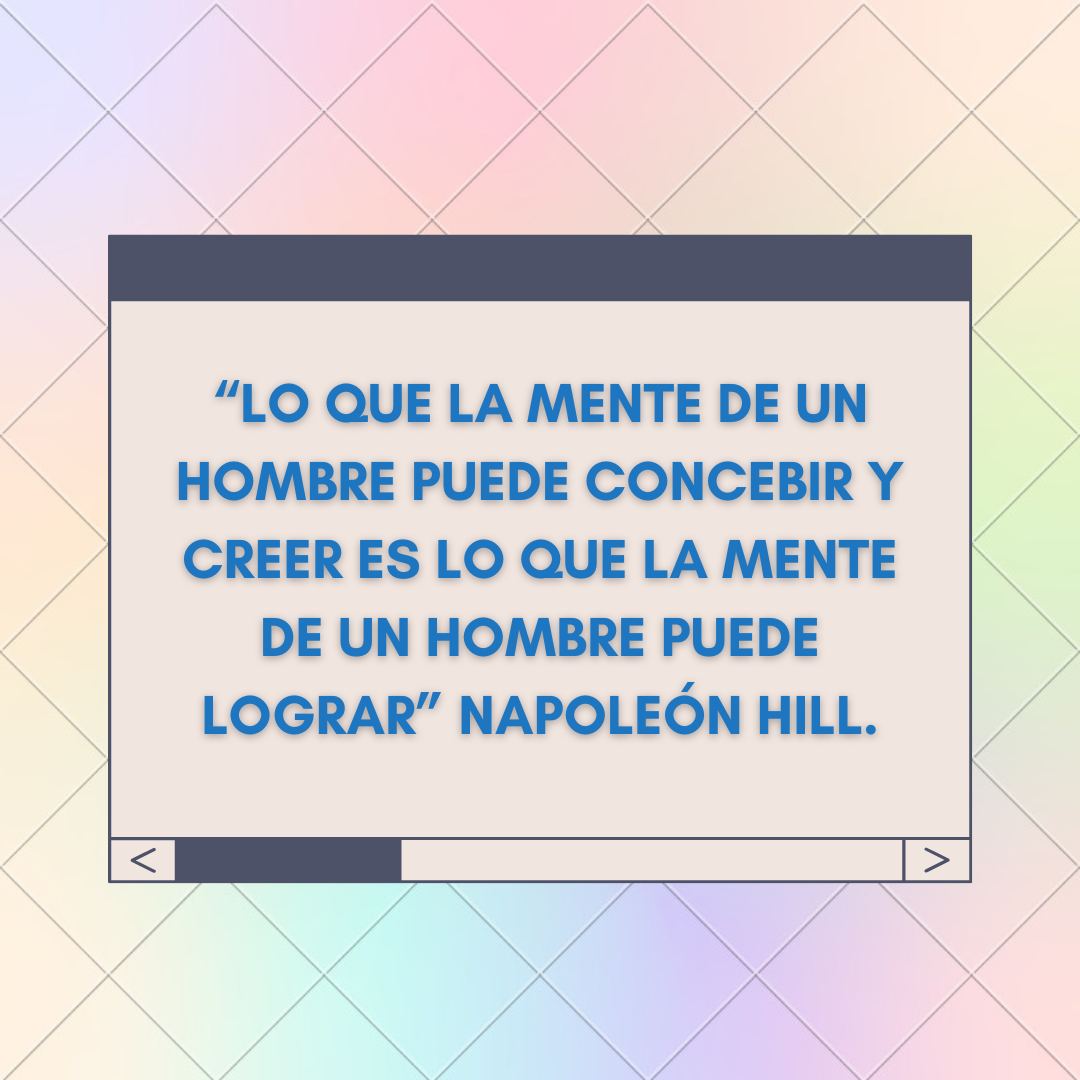 “LO QUE LA MENTE DE UN
HOMBRE PUEDE CONCEBIR Y
CREER ES LO QUE LA MENTE
DE UN HOMBRE PUEDE
LOGRAR” NAPOLEÓN HILL.